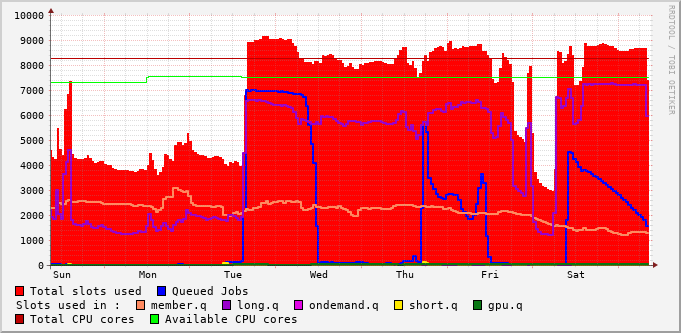 10000
9000
8000
7000
6000
5000
4000
3000
2000
1000
0
Sun Mon Tue Wed Thu Fri Sat
RRDTOOL / TOBI OETIKER
Total slots used Queued Jobs
Slots used in : member.q long.q ondemand.q short.q gpu.q
Total CPU cores Available CPU cores